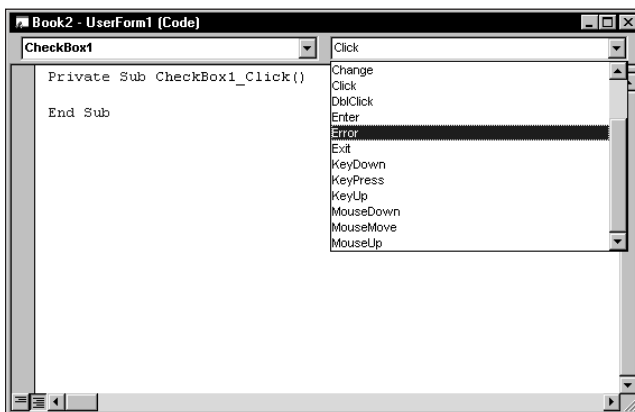 Book2 - UserForm1 (Code)
CheckBox1
Click
Private Sub CheckBox1_Click()
End Sub
Change
Click
DblClick
Enter
Error
Exit
KeyDown
KeyPress
KeyUp
MouseDown
MouseMove
MouseUp